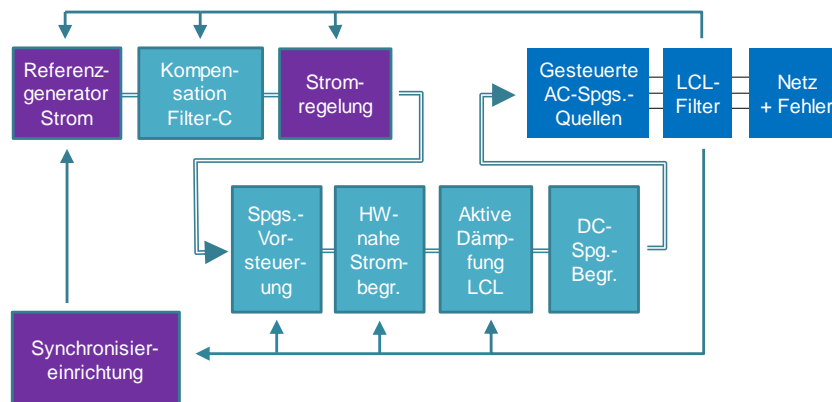 Referenz-
generator
Strom
Kompen-
sation
Filter-C
Strom-
regelung
Gesteuerte
AC-Spgs.-
Quellen
LCL-
Filter
Netz
+ Fehler
Spgs.-
Vor-
steuer-
ung
HW-
nahe
Strom-
begr.
Aktive
Dämp-
fung
LCL
DC-
Spg.-
Begr.
Synchronisier-
einrichtung